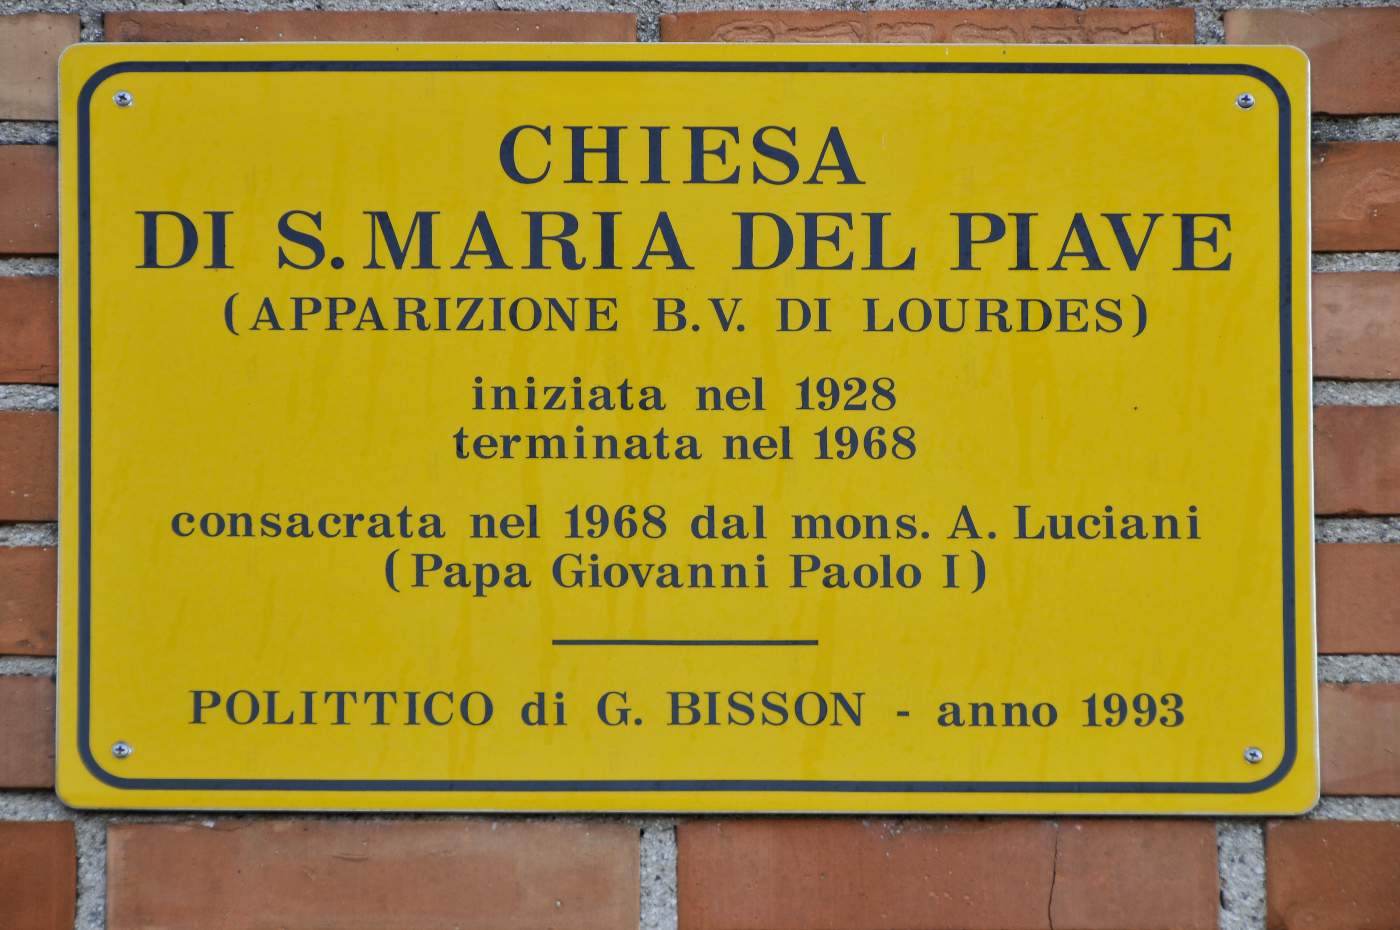 CHIESA
DI S. MARIA DEL PIAVE
(APPARIZIONE B.V. DI LOURDES)
iniziata nel 1928
terminata nel 1968
consacrata nel 1968 dal mons. A. Luciani
(Papa Giovanni Paolo I)
POLITTICO di G. BISSON - anno 1993